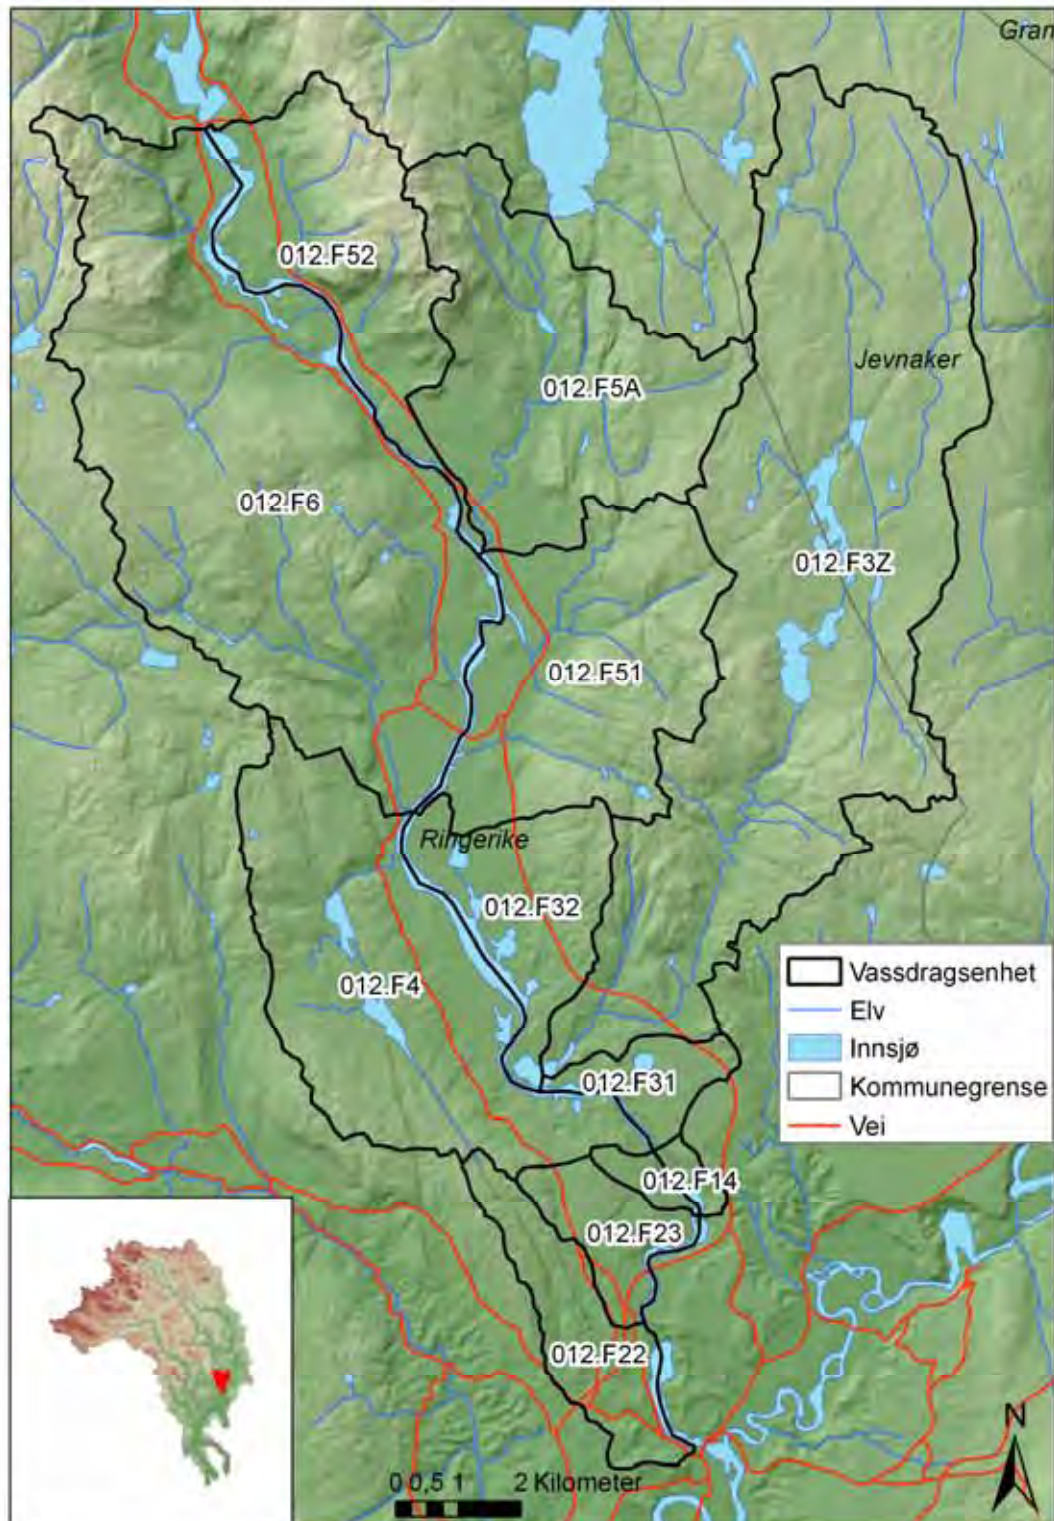 Gran
012.F52
Jevnaker
012.F5A
012.F6
012.F3Z
012.F51
Ringerike
012.F32
012.F4
Vassdragsenhet
Elv
Innsjø
Kommunegrense
Vei
012.F31
012.F14
012.F23
012.F22
N
0 0,5 1 2 Kilometer